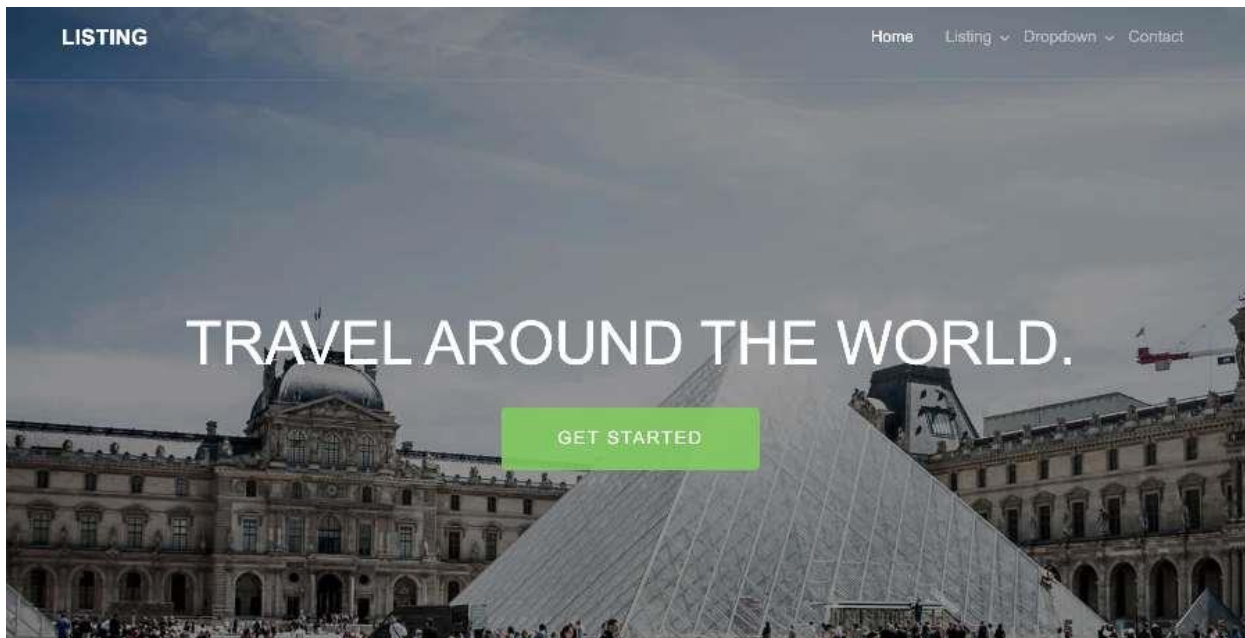 LISTING
Home Listing Dropdown Contact
TRAVEL AROUND THE WORLD.
GET STARTED